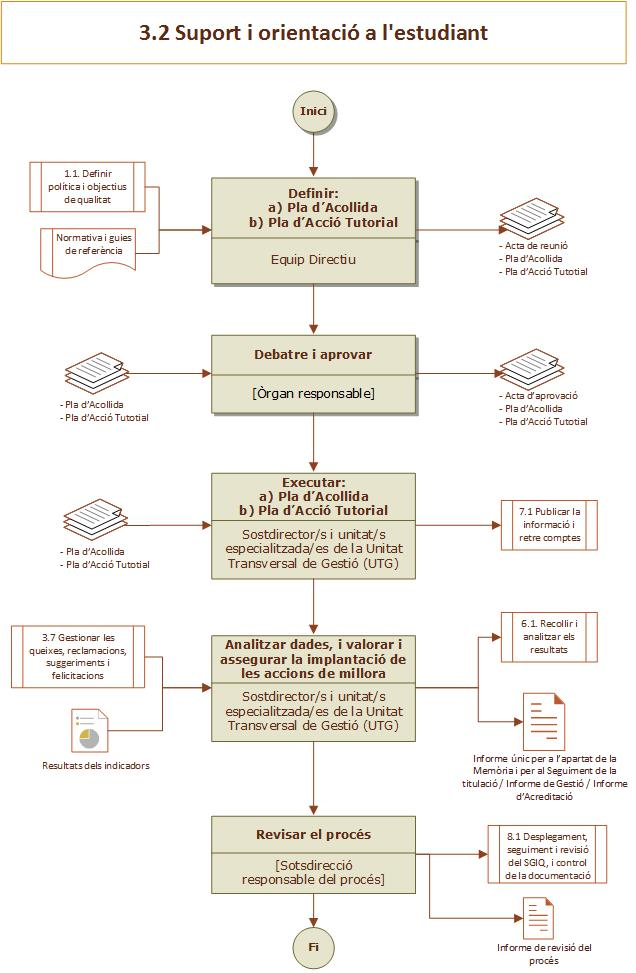 3.2 Suport i orientació a l'estudiant
Inici
1.1. Definir
política i objectius
de qualitat
Normativa i guies
de referència
Definir:
a) Pla d’Acollida
b) Pla d’Acció Tutorial
Equip Directiu
- Acta de reunió
- Pla d’Acollida
- Pla d’Acció Tutotial
- Pla d’Acollida
- Pla d’Acció Tutotial
Debatre i aprovar
[Òrgan responsable]
- Acta d’aprovació
- Pla d’Acollida
- Pla d’Acció Tutotial
- Pla d’Acollida
- Pla d’Acció Tutotial
Executar:
a) Pla d’Acollida
b) Pla d’Acció Tutorial
Sostdirector/s i unitat/s
especialitzada/es de la Unitat
Transversal de Gestió (UTG)
7.1 Publicar la
informació i
retre comptes
3.7 Gestionar les
queixes, reclamacions,
suggeriments i
felicitacions
Resultats dels indicadors
Analitzar dades, i valorar i
assegurar la implantació de
les accions de millora
Sostdirector/s i unitat/s
especialitzada/es de la Unitat
Transversal de Gestió (UTG)
6.1. Recollir i
analitzar els
resultats
Informe únic per a l’apartat de la
Memòria i per al Seguiment de la
titulació / Informe de Gestió / Informe
d’Acreditació
Revisar el procés
[Sotsdirecció
responsable del procés]
8.1 Desplegament,
seguiment i revisió
del SGIQ, i control
de la documentació
Informe de revisió del
procés
Fi